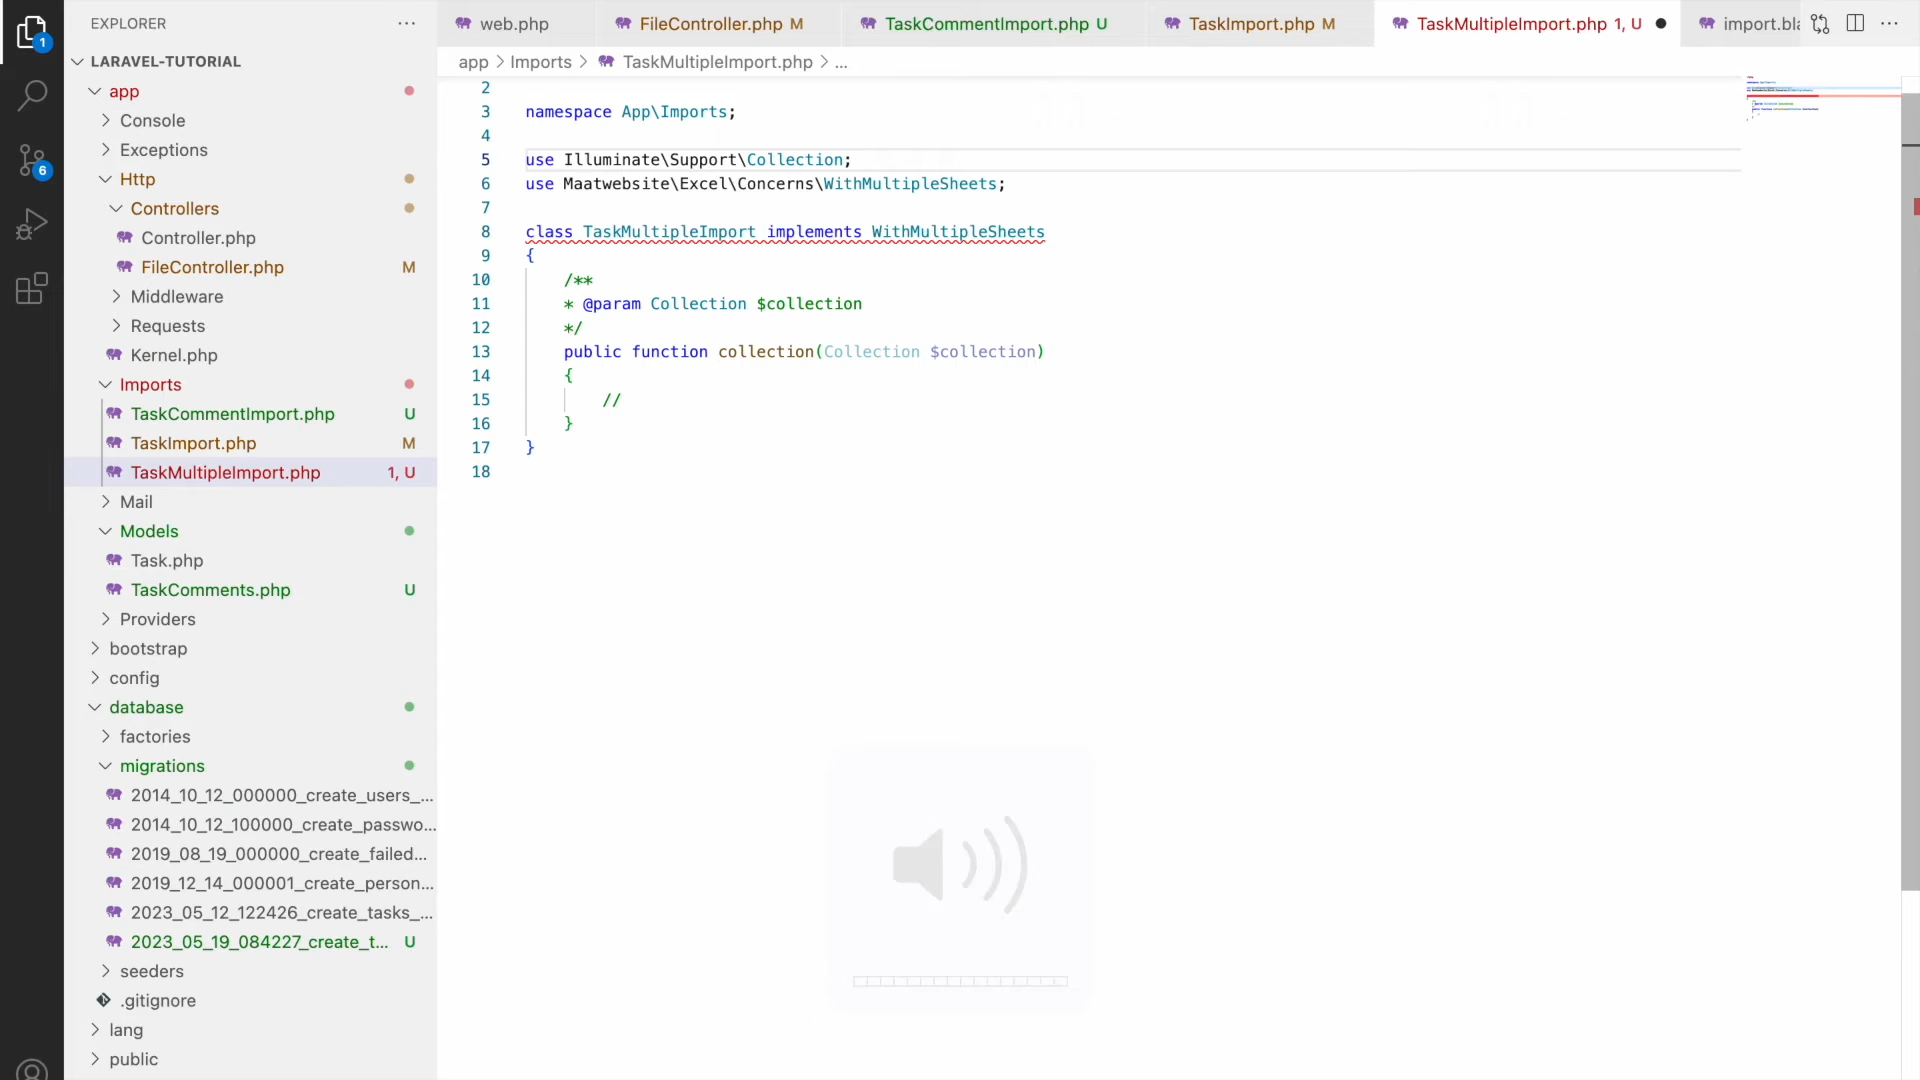 EXPLORER
LARAVEL-TUTORIAL
app
Console
Exceptions
Http
Controllers
Controller.php
FileController.php M
Middleware
Requests
Kernel.php
Imports
TaskCommentImport.php U
TaskImport.php M
TaskMultipleImport.php 1, U
Mail
Models
Task.php
TaskComments.php U
Providers
bootstrap
config
database
factories
migrations
2014_10_12_000000_create_users_...
2014_10_12_100000_create_passwo...
2019_08_19_000000_create_failed...
2019_12_14_000001_create_person...
2023_05_12_122426_create_tasks_...
2023_05_19_084227_create_t... U
seeders
.gitignore
lang
public
1
6
web.php
FileController.php M
TaskCommentImport.php U
TaskImport.php M
TaskMultipleImport.php 1, U
import.bla
app > Imports > TaskMultipleImport.php > ...
2
3 namespace App\Imports;
4
5 use Illuminate\Support\Collection;
6 use Maatwebsite\Excel\Concerns\WithMultipleSheets;
7
8 class TaskMultipleImport implements WithMultipleSheets
9 {
10 /**
11 * @param Collection $collection
12 */
13 public function collection(Collection $collection)
14 {
15 //
16 }
17 }
18